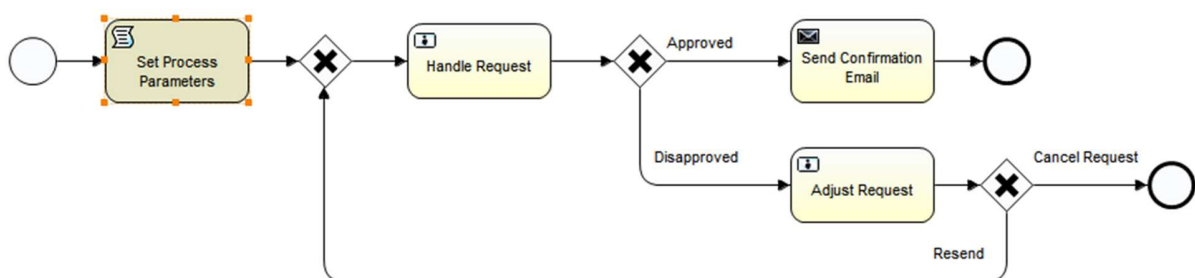 Set Process
Parameters
Handle Request
Approved
Send Confirmation
Email
Disapproved
Adjust Request
Cancel Request
Resend